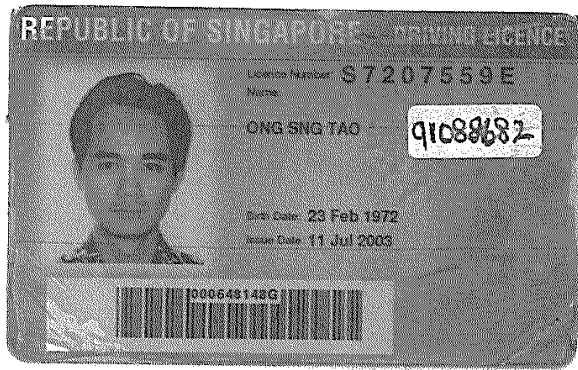 REPUBLIC OF SINGAPORE DRIVING LICENCE
Licence Number S7207559E
Name
ONG SNG TAO
91088682
Birth Date 23 Feb 1972
Issue Date 11 Jul 2003
000648148G